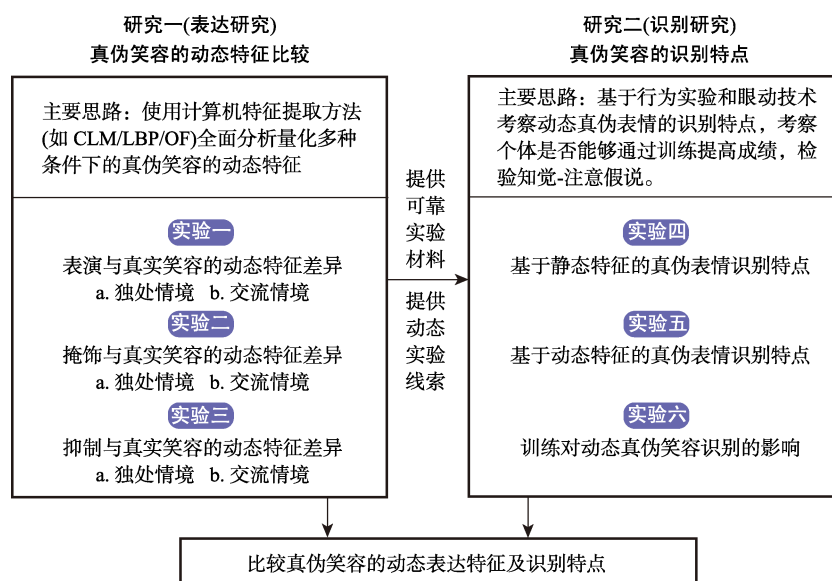 研究一(表达研究)
真伪笑容的动态特征比较
主要思路：使用计算机特征提取方法
(如 CLM/LBP/OF)全面分析量化多种
条件下的真伪笑容的动态特征
实验一
表演与真实笑容的动态特征差异
a. 独处情境 b. 交流情境
实验二
掩饰与真实笑容的动态特征差异
a. 独处情境 b. 交流情境
实验三
抑制与真实笑容的动态特征差异
a. 独处情境 b. 交流情境
提供
可靠
实验
材料
提供
动态
实验
线索
研究二(识别研究)
真伪笑容的识别特点
主要思路：基于行为实验和眼动技术
考察动态真伪表情的识别特点，考察
个体是否能够通过训练提高成绩，检
验知觉-注意假说。
实验四
基于静态特征的真伪表情识别特点
实验五
基于动态特征的真伪表情识别特点
实验六
训练对动态真伪笑容识别的影响
比较真伪笑容的动态表达特征及识别特点